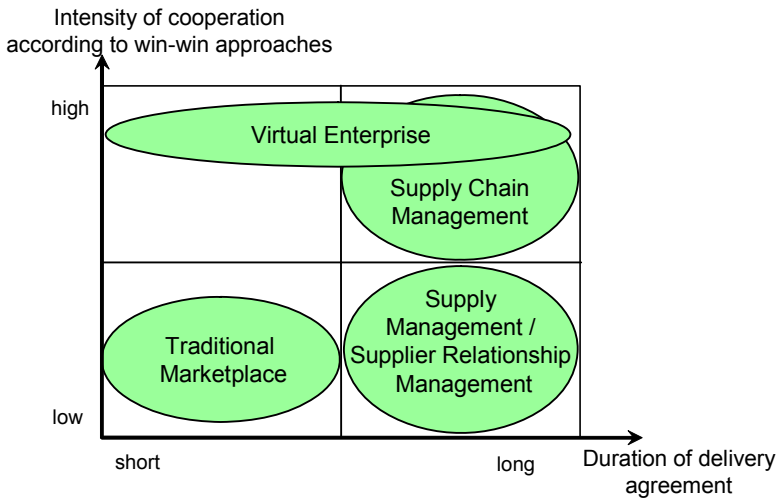 Intensity of cooperation
according to win-win approaches
high
Virtual Enterprise
Supply Chain
Management
Supply
Management /
Supplier Relationship
Management
Traditional
Marketplace
low
short
long
Duration of delivery
agreement